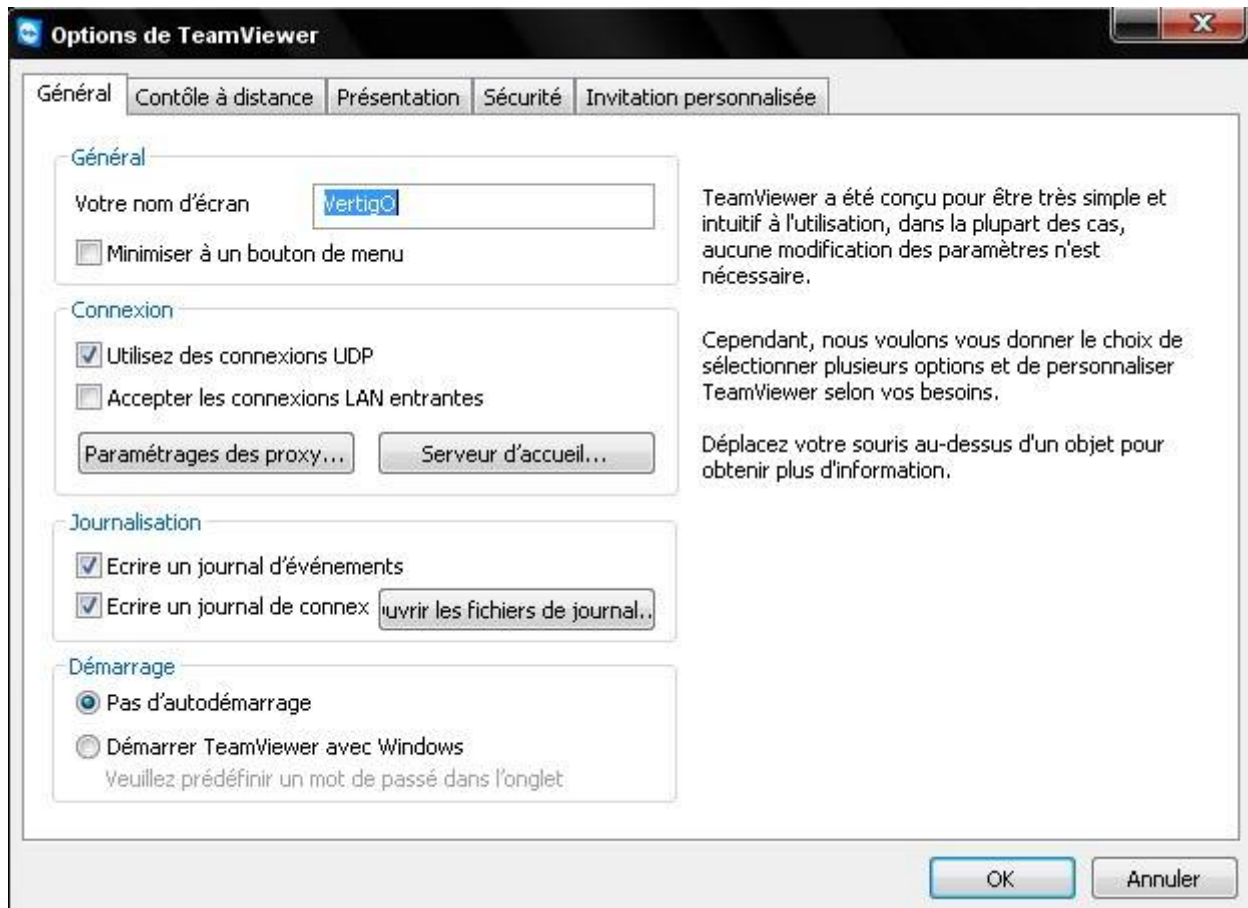 Options de TeamViewer
Général
Contôle à distance
Présentation
Sécurité
Invitation personnalisée
Général
Votre nom d'écran
VertigO
Minimiser à un bouton de menu
Connexion
Utilisez des connexions UDP
Accepter les connexions LAN entrantes
Paramétrages des proxy...
Serveur d'accueil...
Journalisation
Ecrire un journal d'événements
Ecrire un journal de connex
uvrir les fichiers de journal..
Démarrage
Pas d'autodémarrage
Démarrer TeamViewer avec Windows
Veuillez prédéfinir un mot de passé dans l'onglet
TeamViewer a été conçu pour être très simple et
intuitif à l'utilisation, dans la plupart des cas,
aucune modification des paramètres n'est
nécessaire.
Cependant, nous voulons vous donner le choix de
sélectionner plusieurs options et de personnaliser
TeamViewer selon vos besoins.
Déplacez votre souris au-dessus d'un objet pour
obtenir plus d'information.
OK
Annuler